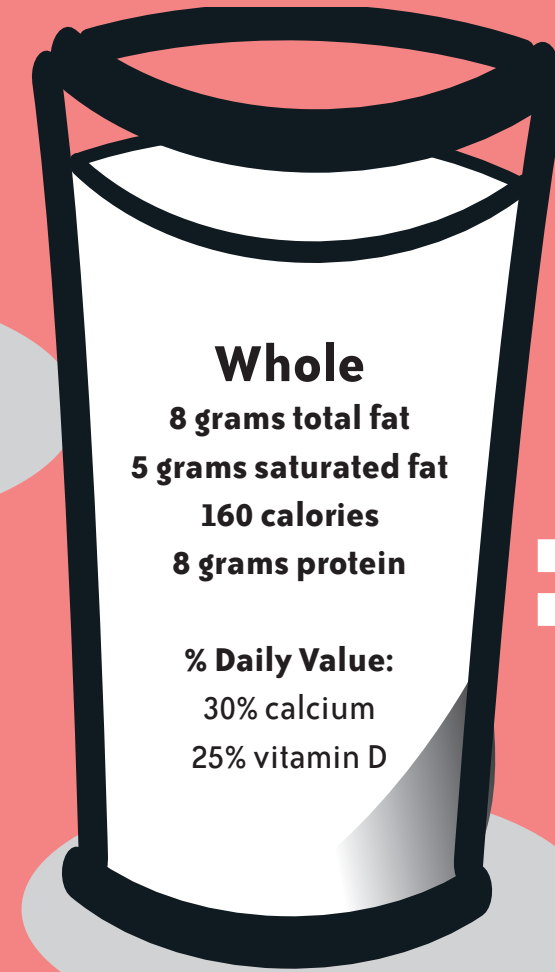 Whole
8 grams total fat
5 grams saturated fat
160 calories
8 grams protein
% Daily Value:
30% calcium
25% vitamin D